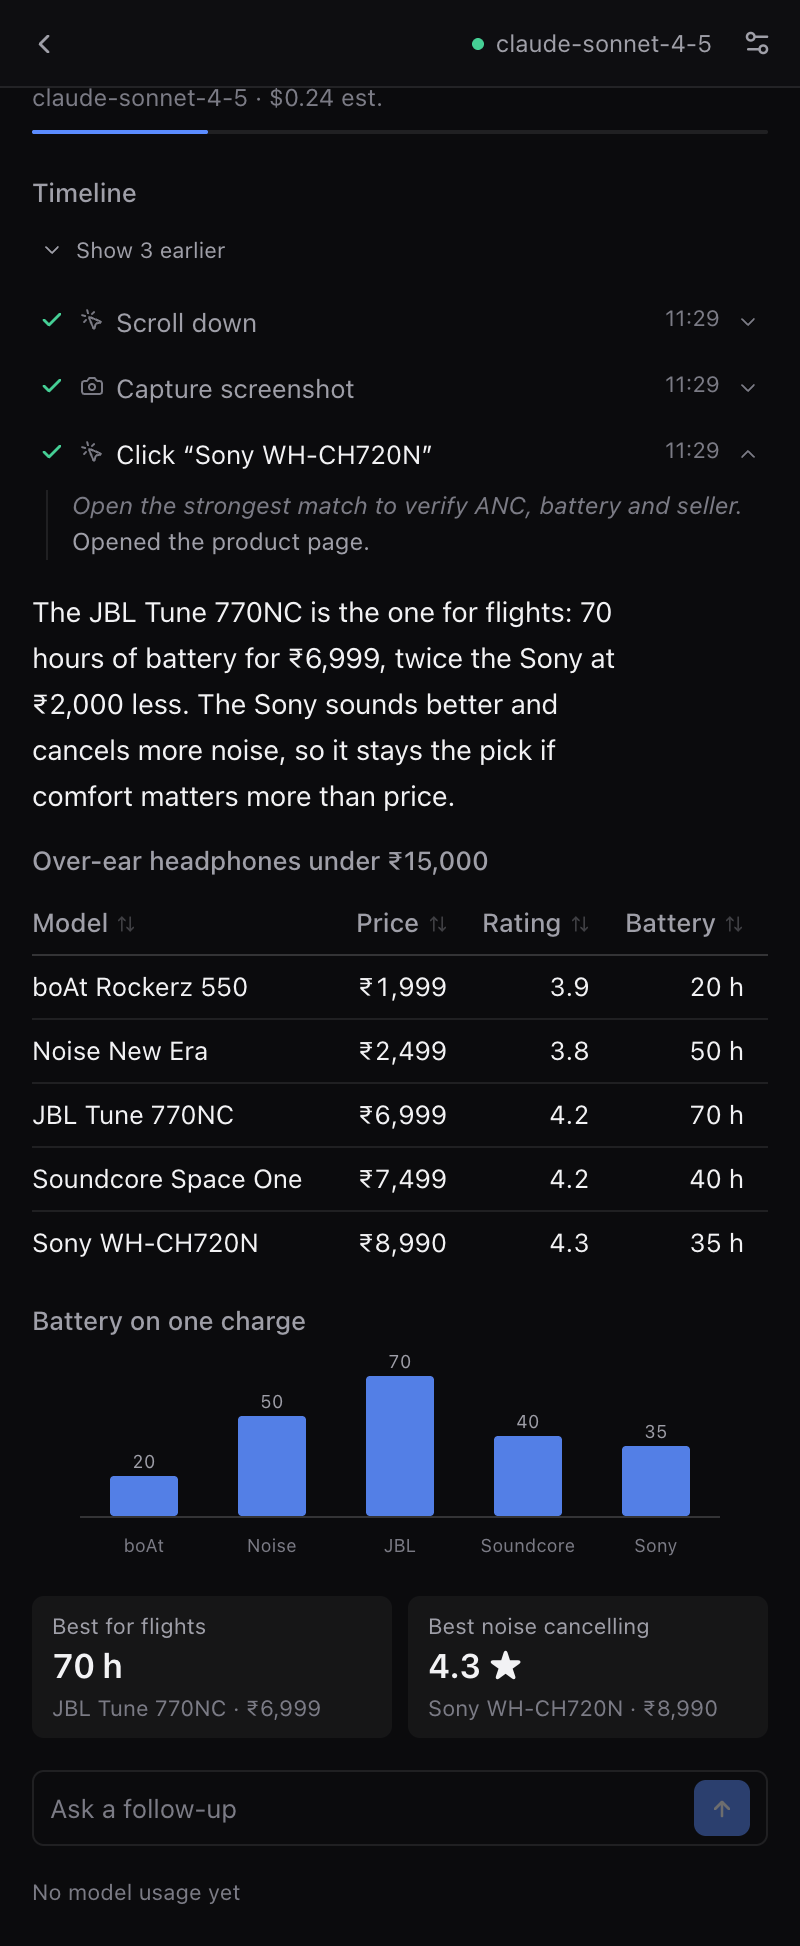 claude-sonnet-4-5
claude-sonnet-4-5 · $0.24 est.
Timeline
Show 3 earlier
Scroll down 11:29
Capture screenshot 11:29
Click “Sony WH-CH720N” 11:29
Open the strongest match to verify ANC, battery and seller.
Opened the product page.
The JBL Tune 770NC is the one for flights: 70
hours of battery for ₹6,999, twice the Sony at
₹2,000 less. The Sony sounds better and
cancels more noise, so it stays the pick if
comfort matters more than price.
Over-ear headphones under ₹15,000
Model Price Rating Battery
boAt Rockerz 550 ₹1,999 3.9 20 h
Noise New Era ₹2,499 3.8 50 h
JBL Tune 770NC ₹6,999 4.2 70 h
Soundcore Space One ₹7,499 4.2 40 h
Sony WH-CH720N ₹8,990 4.3 35 h
Battery on one charge
20 50 70 40 35
boAt Noise JBL Soundcore Sony
Best for flights
70 h
JBL Tune 770NC · ₹6,999
Best noise cancelling
4.3 ★
Sony WH-CH720N · ₹8,990
Ask a follow-up
No model usage yet